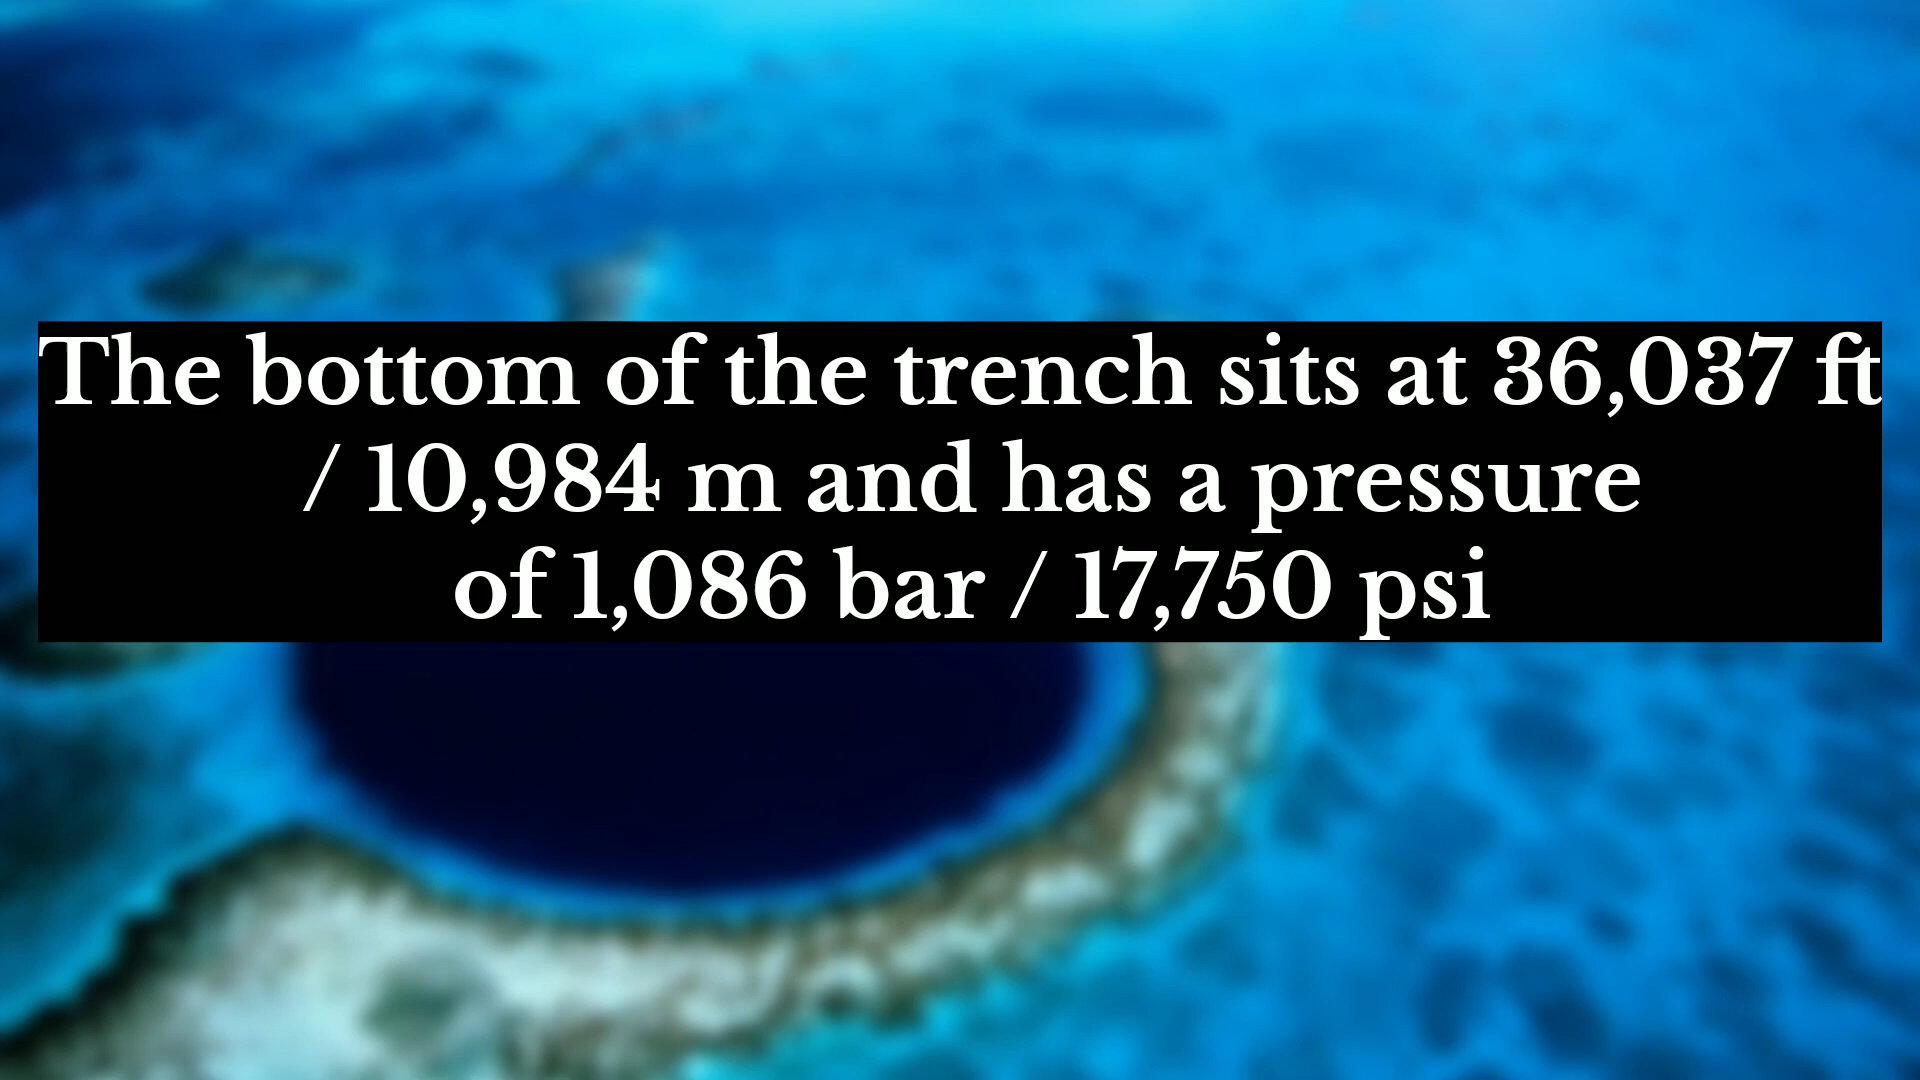 The bottom of the trench sits at 36,037 ft
/ 10,984 m and has a pressure
of 1,086 bar / 17,750 psi